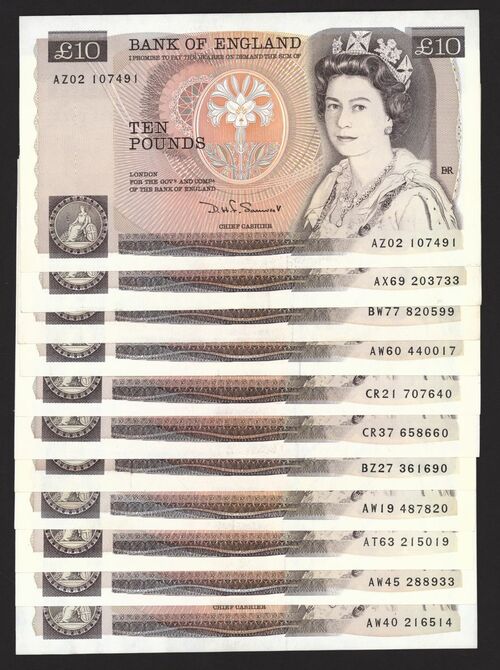 £10 BANK OF ENGLAND £10
I PROMISE TO PAY THE BEARER ON DEMAND THE SUM OF
AZ02 107491
TEN
POUNDS
LONDON
FOR THE GOVR AND COMPA
OF THE BANK OF ENGLAND
ER
CHIEF CASHIER
AZ02 107491
AX69 203733
BW77 820599
AW60 440017
CR21 707640
CR37 658660
BZ27 361690
AW19 487820
AT63 215019
AW45 288933
CHIEF CASHIER
AW40 216514